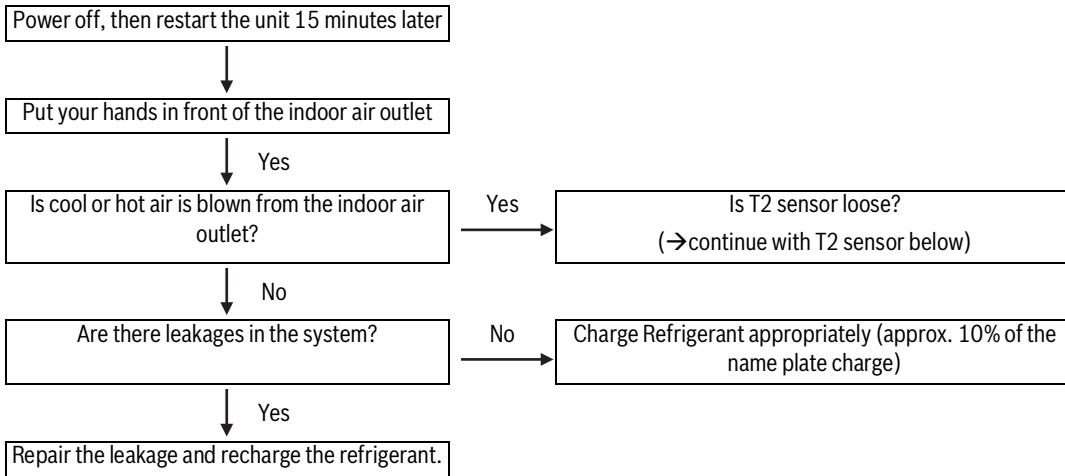 Power off, then restart the unit 15 minutes later
Put your hands in front of the indoor air outlet
Yes
Is cool or hot air is blown from the indoor air
outlet?
Yes
Is T2 sensor loose?
(→continue with T2 sensor below)
No
Are there leakages in the system?
No
Charge Refrigerant appropriately (approx. 10% of the
name plate charge)
Yes
Repair the leakage and recharge the refrigerant.